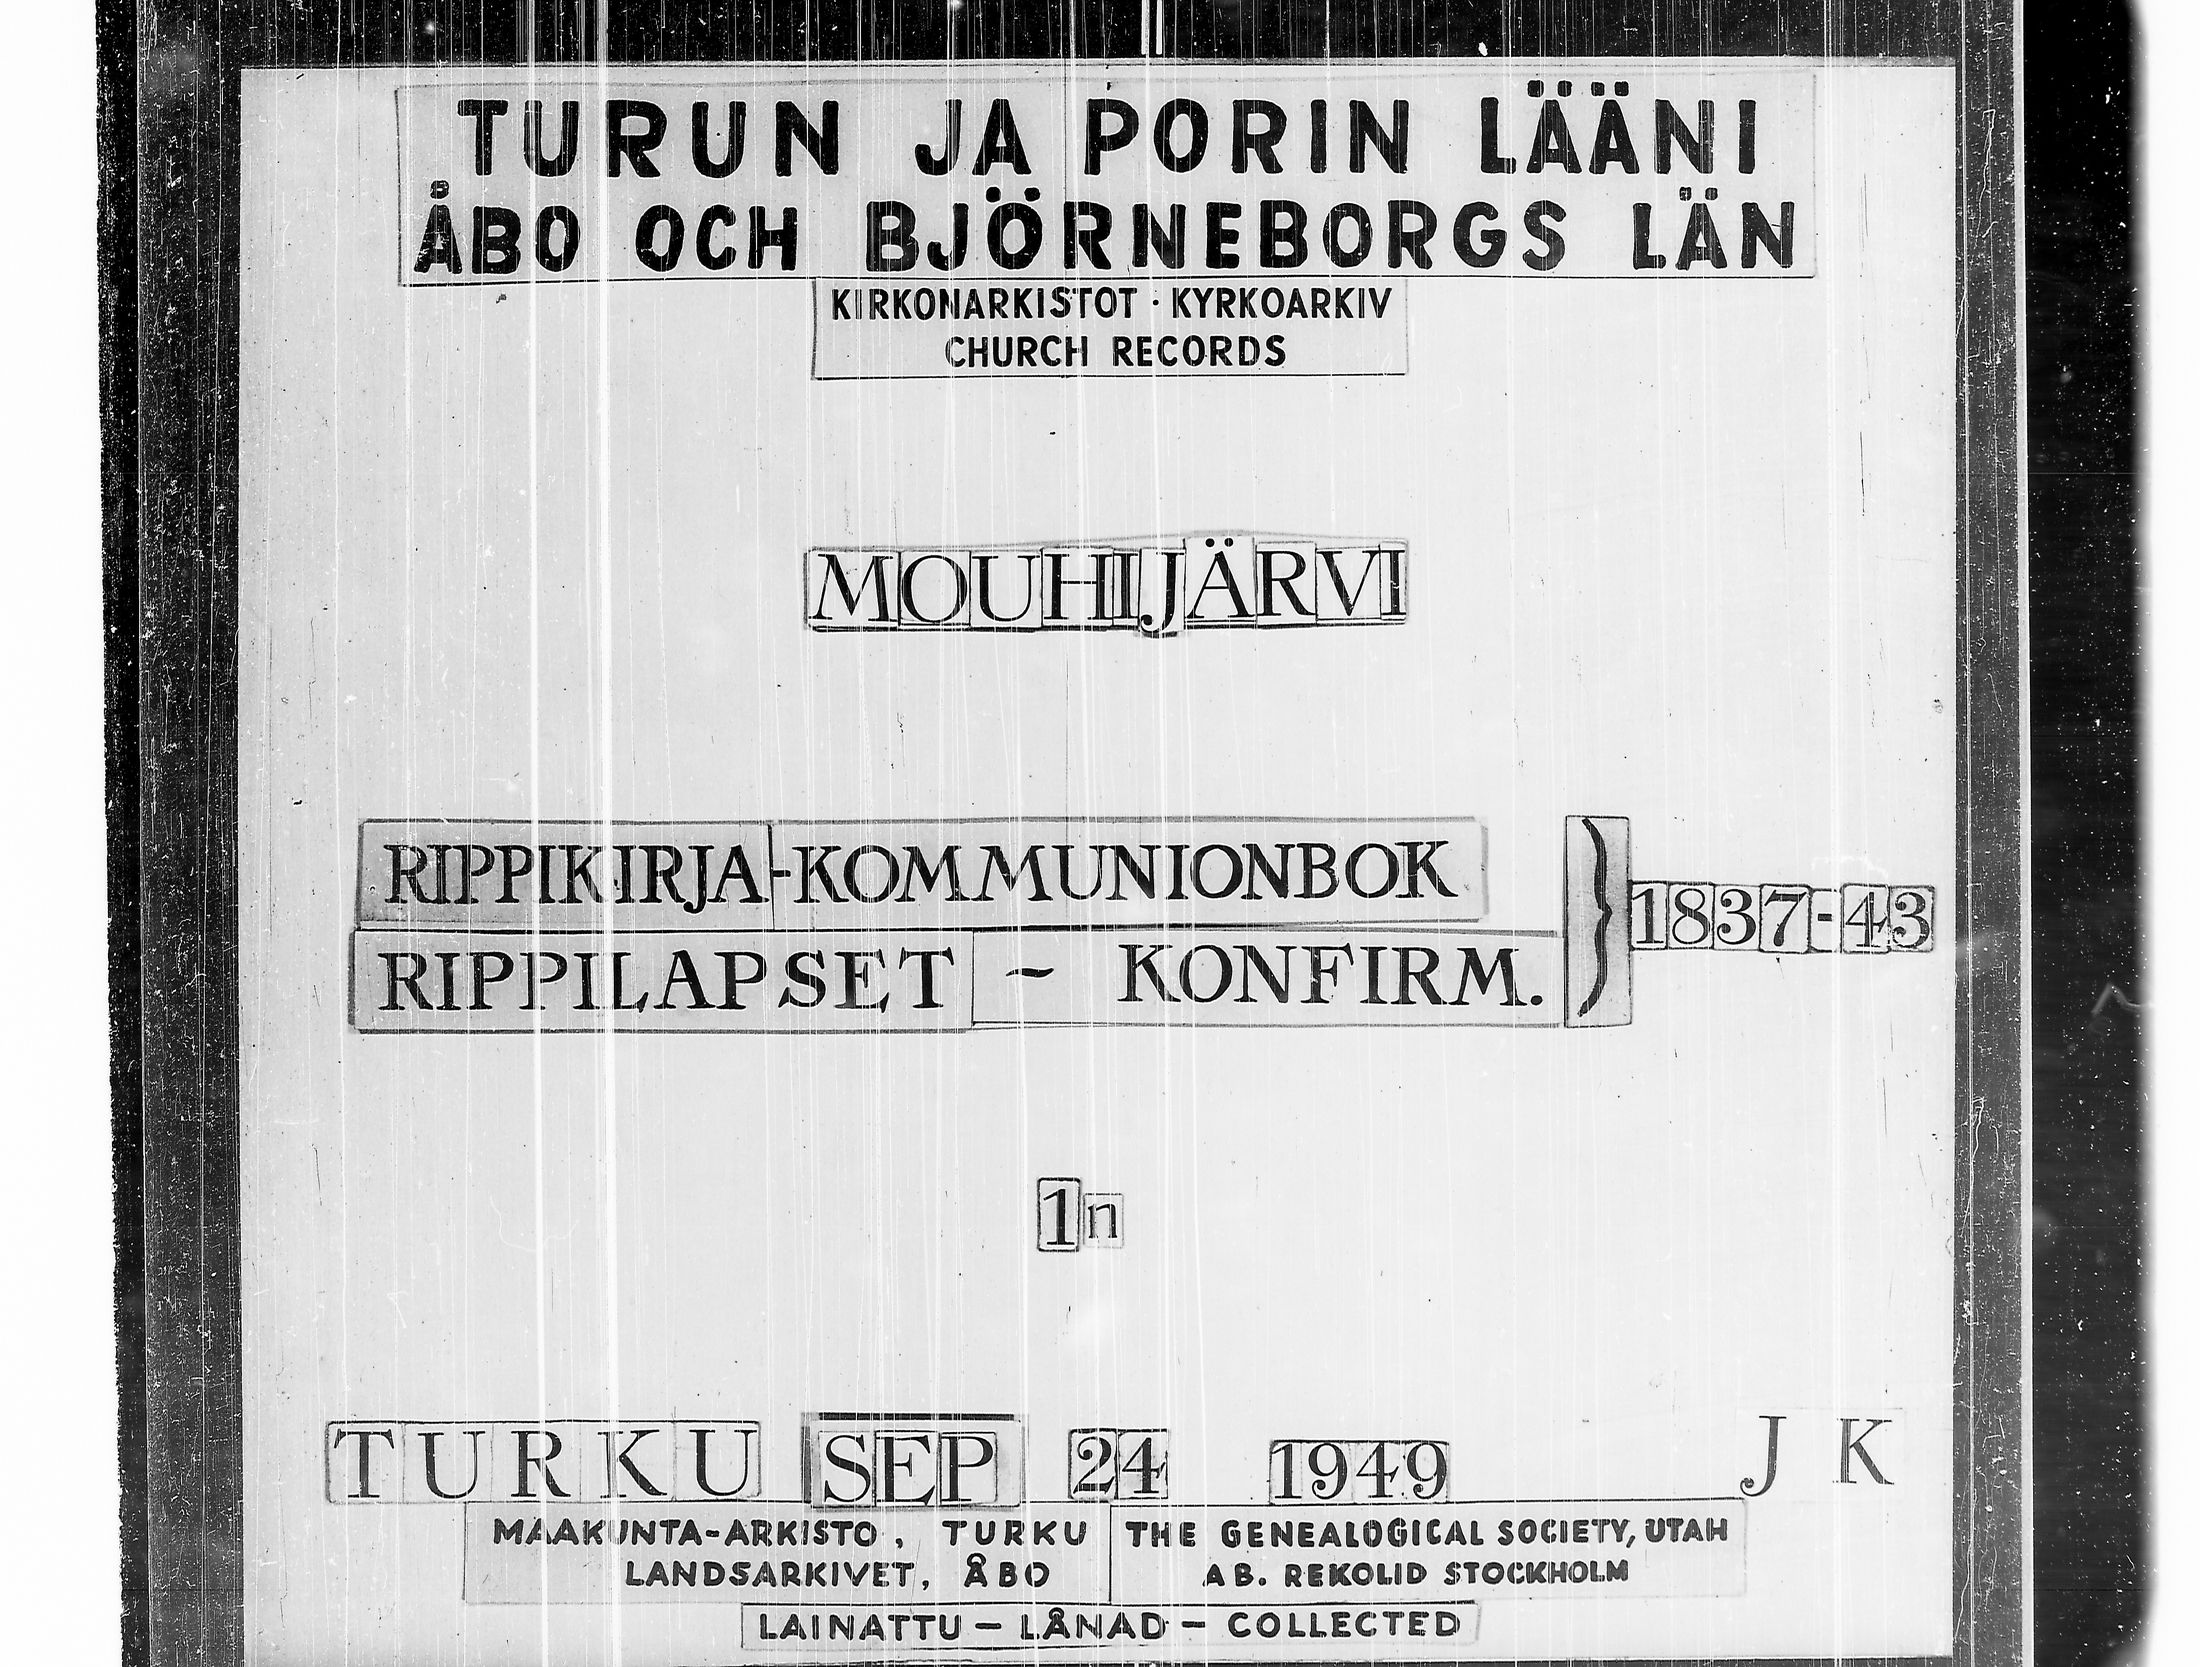 TURUN JA PORIN LÄÄNI
ÅBO OCH BJÖRNEBORGS LÄN
KIRKONARKISTOT · KYRKOARKIV
CHURCH RECORDS
MOUHIJÄRVI
RIPPIKIRJA-KOMMUNIONBOK
RIPPILAPSET - KONFIRM.
} 1837-43
1n
TURKU SEP 24 1949 J K
MAAKUNTA-ARKISTO, TURKU
LANDSARKIVET, ÅBO
THE GENEALOGICAL SOCIETY, UTAH
AB. REKOLID STOCKHOLM
LAINATTU - LÅNAD - COLLECTED